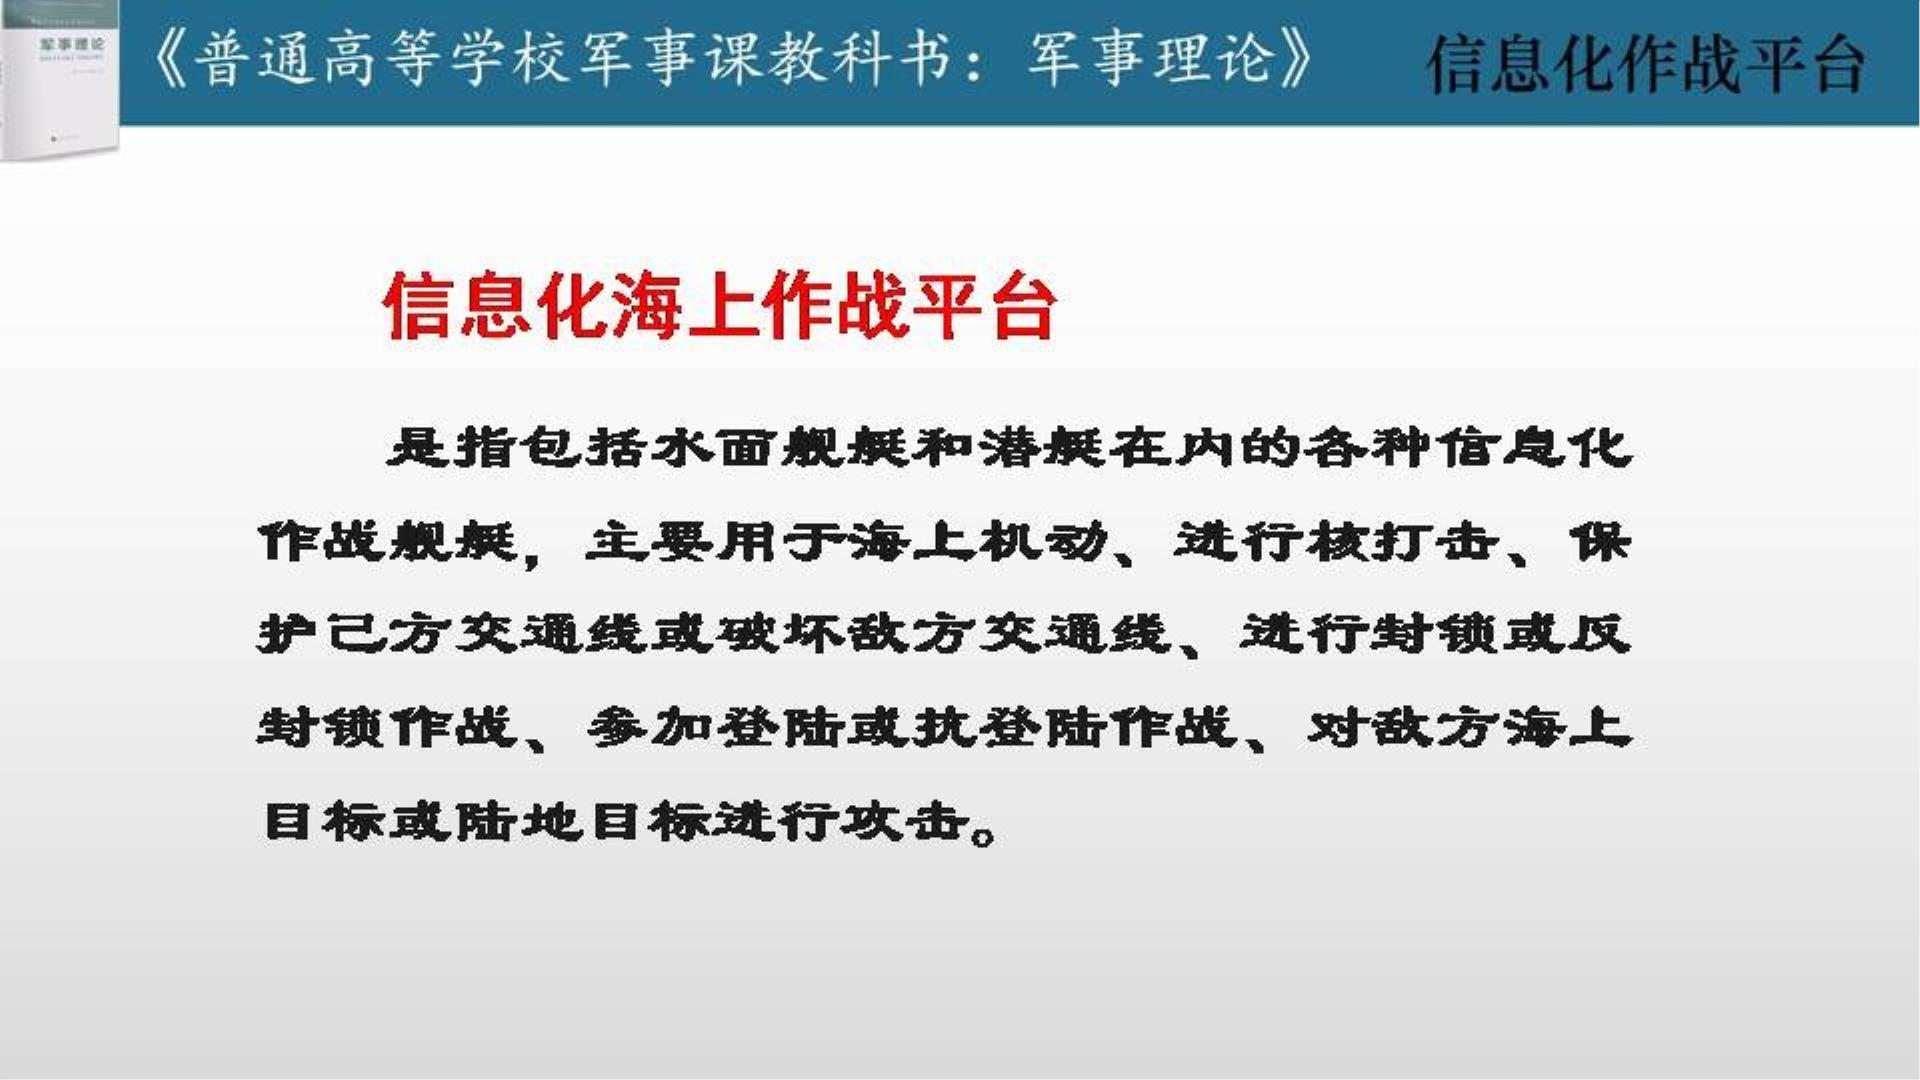 军事理论
《普通高等学校军事课教科书：军事理论》
信息化作战平台
信息化海上作战平台
是指包括水面舰艇和潜艇在内的各种信息化
作战舰艇，主要用于海上机动、进行核打击、保
护己方交通线或破坏敌方交通线、进行封锁或反
封锁作战、参加登陆或抗登陆作战、对敌方海上
目标或陆地目标进行攻击。